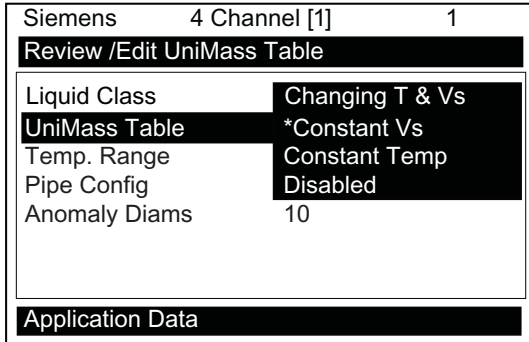 Siemens 4 Channel [1] 1
Review /Edit UniMass Table
Liquid Class Changing T & Vs
UniMass Table *Constant Vs
Temp. Range Constant Temp
Pipe Config Disabled
Anomaly Diams 10
Application Data